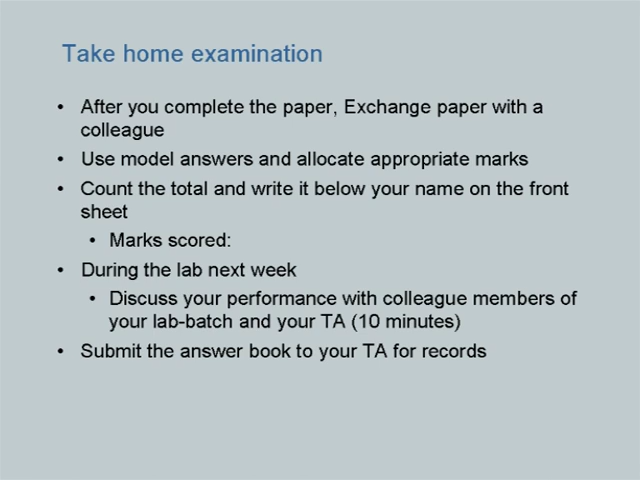 Take home examination
• After you complete the paper, Exchange paper with a
colleague
• Use model answers and allocate appropriate marks
• Count the total and write it below your name on the front
sheet
• Marks scored:
• During the lab next week
• Discuss your performance with colleague members of
your lab-batch and your TA (10 minutes)
• Submit the answer book to your TA for records